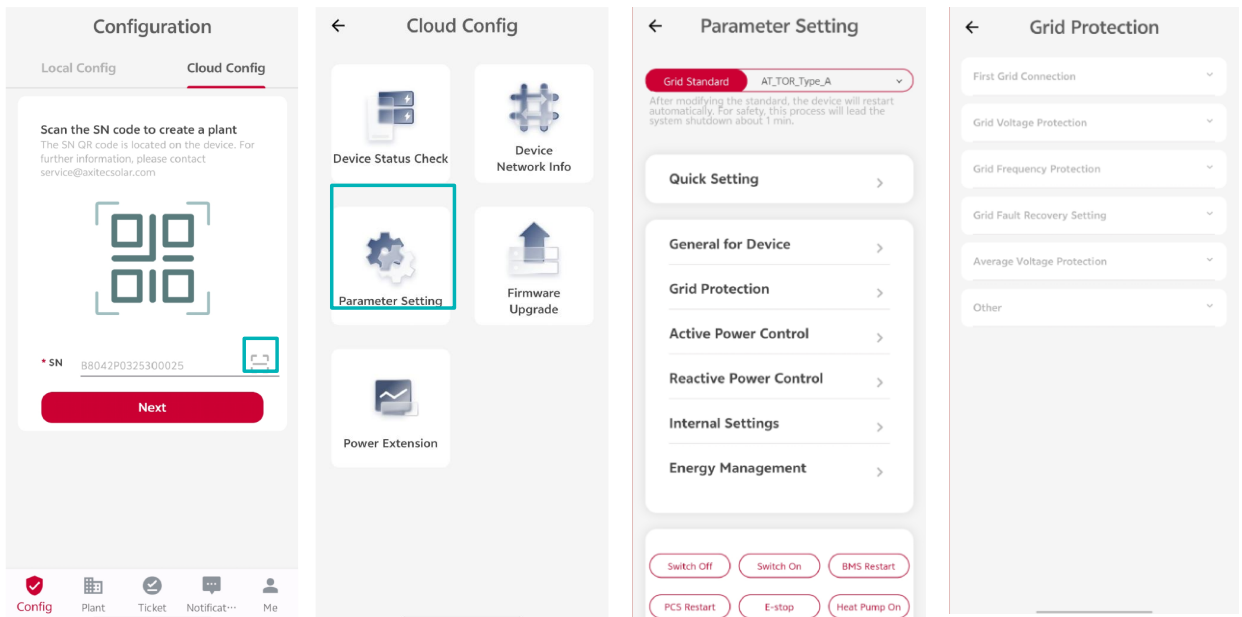 Configuration
Local Config
Cloud Config
Scan the SN code to create a plant
The SN QR code is located on the device. For
further information, please contact
service@axitecsolar.com
* SN
B8042P0325300025
Next
Config
Plant
Ticket
Notificat···
Me
Cloud Config
Device Status Check
Device
Network Info
Parameter Setting
Firmware
Upgrade
Power Extension
Parameter Setting
Grid Standard
AT_TOR_Type_A
After modifying the standard, the device will restart
automatically. For safety, this process will lead the
system shutdown about 1 min.
Quick Setting
General for Device
Grid Protection
Active Power Control
Reactive Power Control
Internal Settings
Energy Management
Switch Off
Switch On
BMS Restart
PCS Restart
E-stop
Heat Pump On
Grid Protection
First Grid Connection
Grid Voltage Protection
Grid Frequency Protection
Grid Fault Recovery Setting
Average Voltage Protection
Other